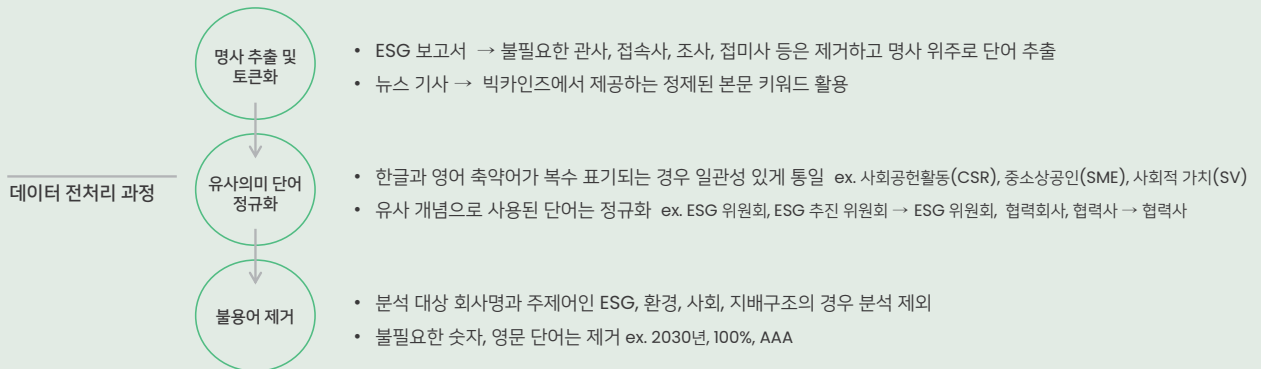 데이터 전처리 과정
명사 추출 및
토큰화
• ESG 보고서 → 불필요한 관사, 접속사, 조사, 접미사 등은 제거하고 명사 위주로 단어 추출
• 뉴스 기사 → 빅카인즈에서 제공하는 정제된 본문 키워드 활용
유사의미 단어
정규화
• 한글과 영어 축약어가 복수 표기되는 경우 일관성 있게 통일 ex. 사회공헌활동(CSR), 중소상공인(SME), 사회적 가치(SV)
• 유사 개념으로 사용된 단어는 정규화 ex. ESG 위원회, ESG 추진 위원회 → ESG 위원회, 협력회사, 협력사 → 협력사
불용어 제거
• 분석 대상 회사명과 주제어인 ESG, 환경, 사회, 지배구조의 경우 분석 제외
• 불필요한 숫자, 영문 단어는 제거 ex. 2030년, 100%, AAA